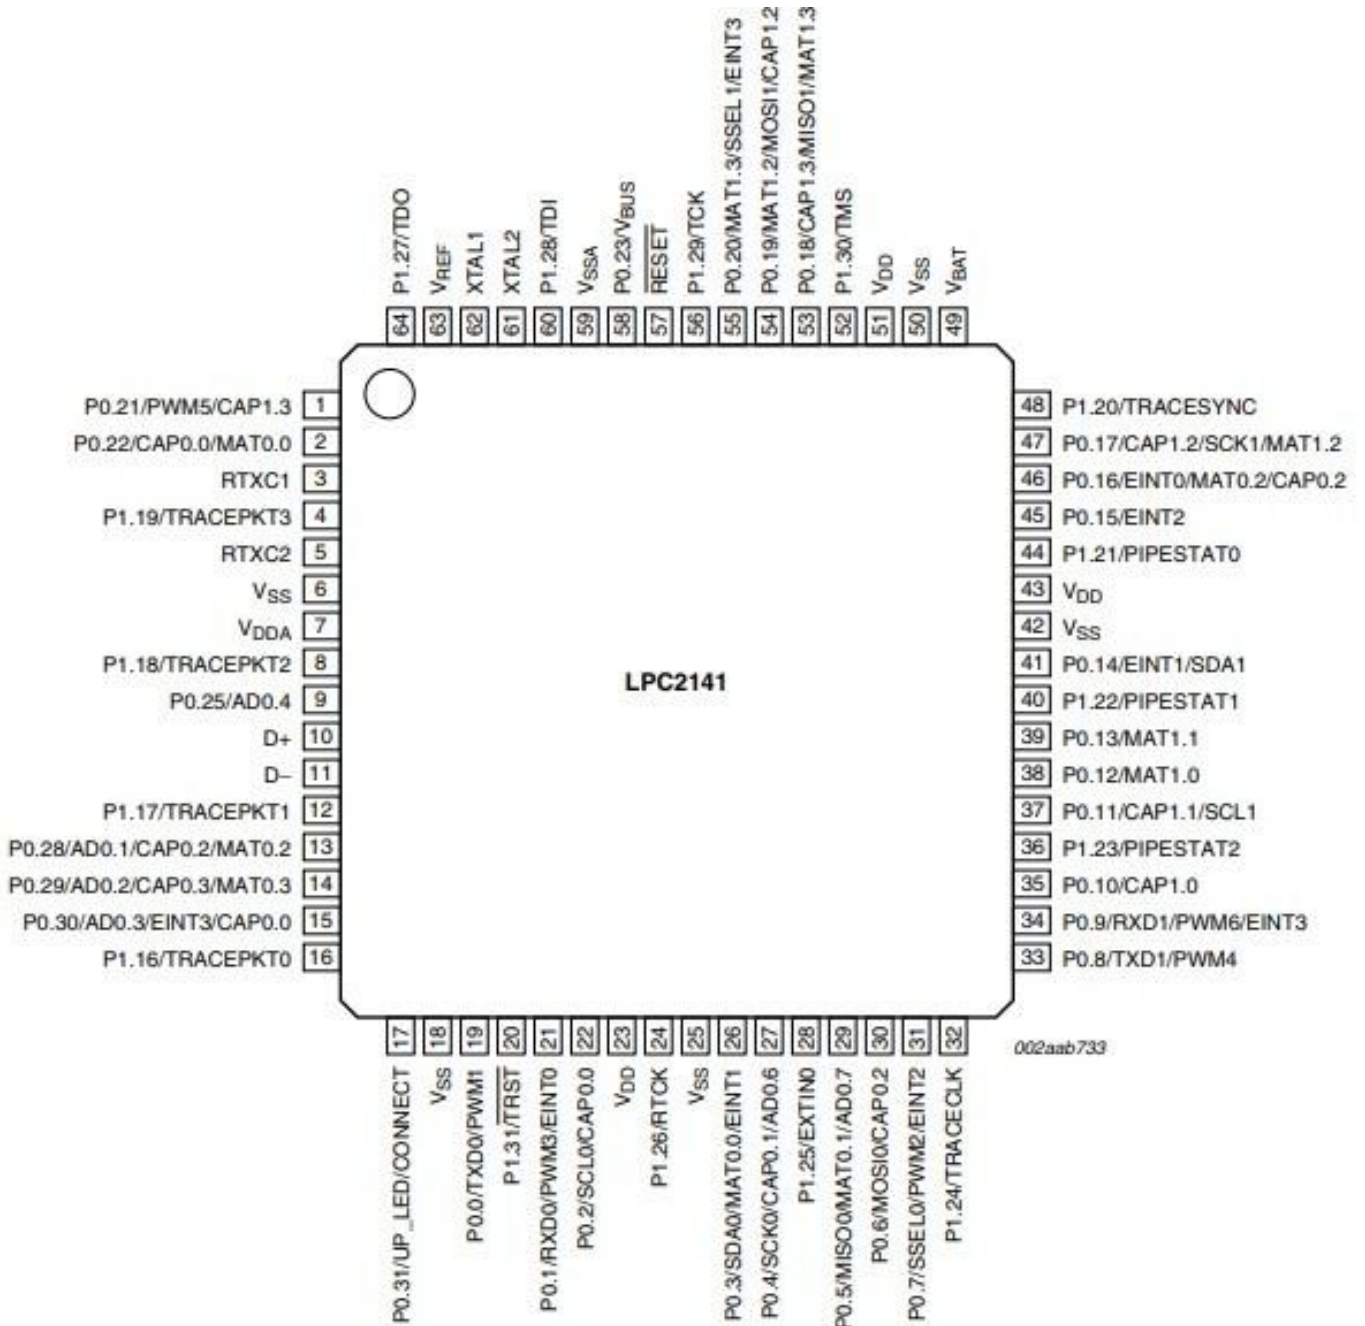 P1.27/TDO
VREF
XTAL1
XTAL2
P1.28/TDI
VSSA
P0.23/VBUS
RESET
P1.29/TCK
P0.20/MAT1.3/SSEL1/EINT3
P0.19/MAT1.2/MOSI1/CAP1.2
P0.18/CAP1.3/MISO1/MAT1.3
P1.30/TMS
VDD
VSS
VBAT
64
63
62
61
60
59
58
57
56
55
54
53
52
51
50
49
P0.21/PWM5/CAP1.3 1
P0.22/CAP0.0/MAT0.0 2
RTXC1 3
P1.19/TRACEPKT3 4
RTXC2 5
VSS 6
VDDA 7
P1.18/TRACEPKT2 8
P0.25/AD0.4 9
D+ 10
D− 11
P1.17/TRACEPKT1 12
P0.28/AD0.1/CAP0.2/MAT0.2 13
P0.29/AD0.2/CAP0.3/MAT0.3 14
P0.30/AD0.3/EINT3/CAP0.0 15
P1.16/TRACEPKT0 16
LPC2141
48 P1.20/TRACESYNC
47 P0.17/CAP1.2/SCK1/MAT1.2
46 P0.16/EINT0/MAT0.2/CAP0.2
45 P0.15/EINT2
44 P1.21/PIPESTAT0
43 VDD
42 VSS
41 P0.14/EINT1/SDA1
40 P1.22/PIPESTAT1
39 P0.13/MAT1.1
38 P0.12/MAT1.0
37 P0.11/CAP1.1/SCL1
36 P1.23/PIPESTAT2
35 P0.10/CAP1.0
34 P0.9/RXD1/PWM6/EINT3
33 P0.8/TXD1/PWM4
17
18
19
20
21
22
23
24
25
26
27
28
29
30
31
32
P0.31/UP_LED/CONNECT
VSS
P0.0/TXD0/PWM1
P1.31/TRST
P0.1/RXD0/PWM3/EINT0
P0.2/SCL0/CAP0.0
VDD
P1.26/RTCK
VSS
P0.3/SDA0/MAT0.0/EINT1
P0.4/SCK0/CAP0.1/AD0.6
P1.25/EXTIN0
P0.5/MISO0/MAT0.1/AD0.7
P0.6/MOSI0/CAP0.2
P0.7/SSEL0/PWM2/EINT2
P1.24/TRACECLK
002aab733